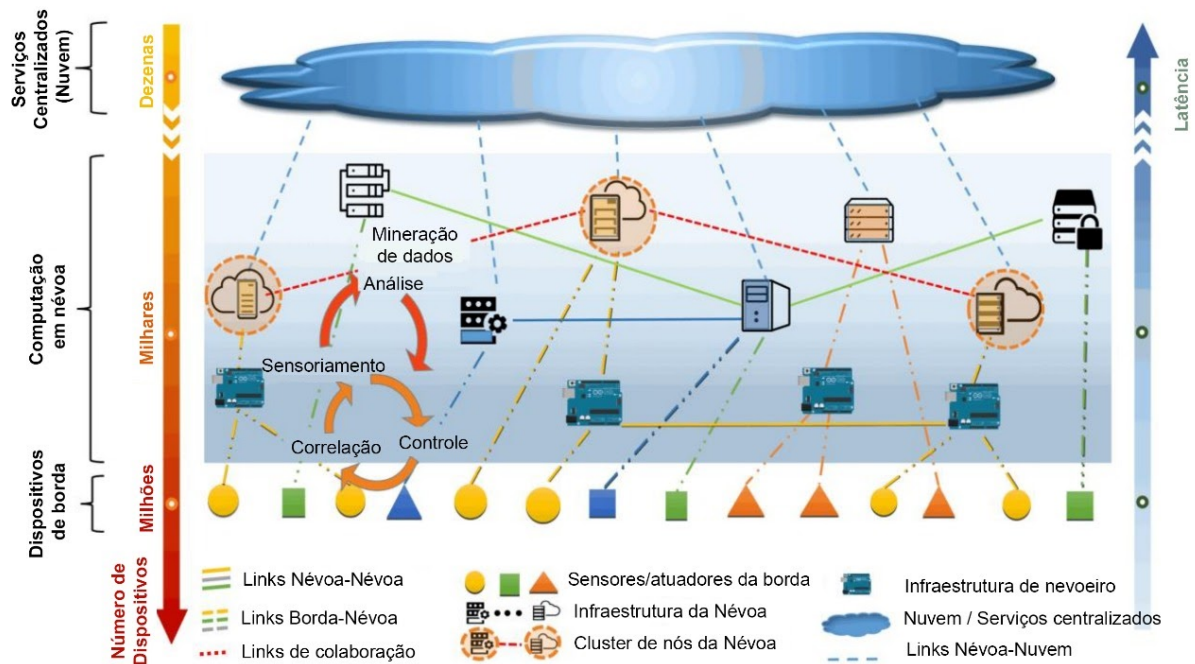 Serviços
Centralizados
(Nuvem)
Dezenas
Latência
Computação
em névoa
Milhares
Mineração
de dados
Análise
Sensoriamento
Correlação
Controle
Dispositivos
de borda
Milhões
Número de
Dispositivos
Links Névoa-Névoa
Links Borda-Névoa
Links de colaboração
Sensores/atuadores da borda
Infraestrutura da Névoa
Cluster de nós da Névoa
Infraestrutura de nevoeiro
Nuvem / Serviços centralizados
Links Névoa-Nuvem